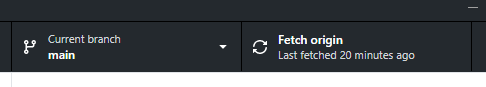 Current branch
main
Fetch origin
Last fetched 20 minutes ago